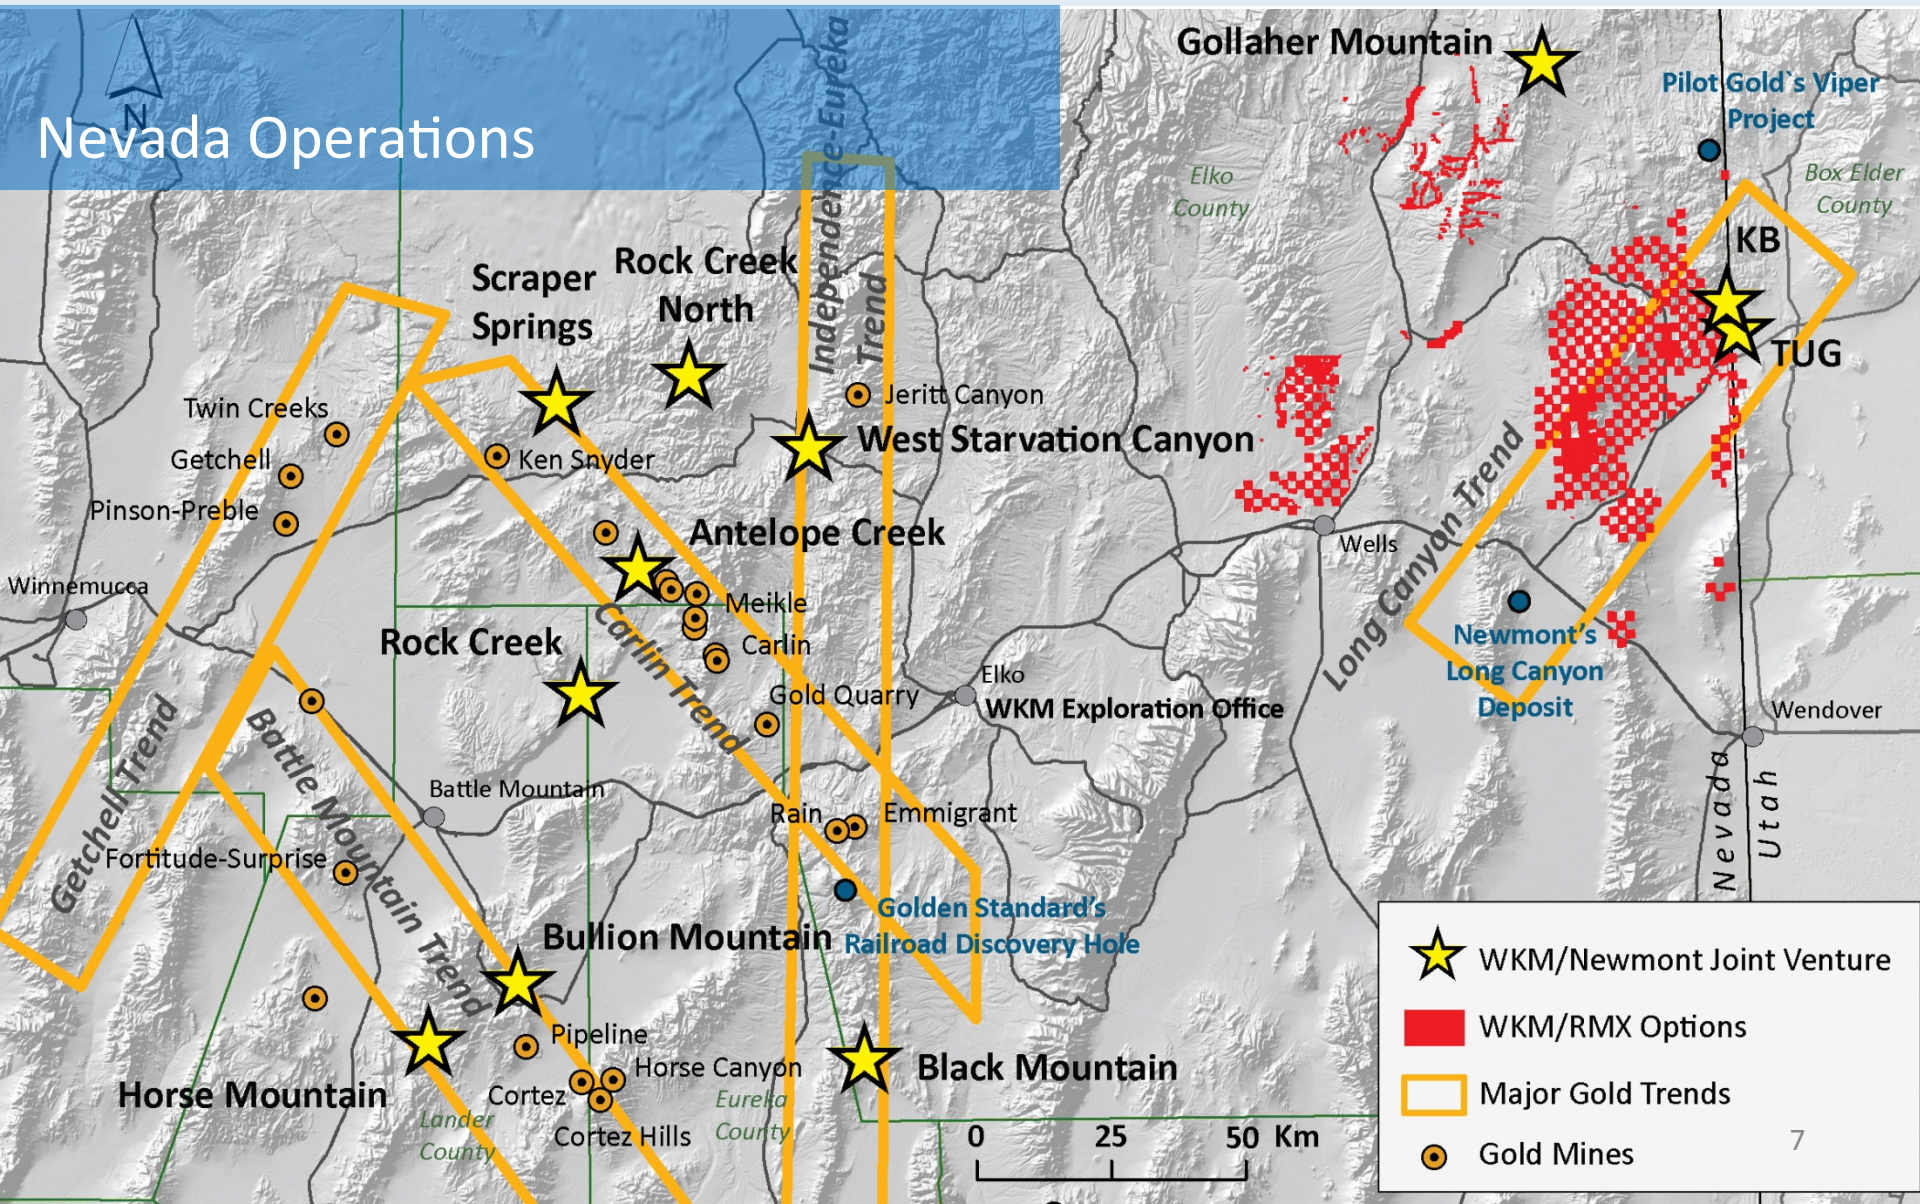 Nevada Operations
N
Gollaher Mountain
Pilot Gold`s Viper
Project
Elko
County
Box Elder
County
KB
TUG
Independence-Eureka
Trend
Scraper
Springs
Rock Creek
North
Jeritt Canyon
West Starvation Canyon
Twin Creeks
Getchell
Pinson-Preble
Ken Snyder
Antelope Creek
Winnemucca
Meikle
Carlin
Rock Creek
Carlin Trend
Gold Quarry
Elko
WKM Exploration Office
Wells
Long Canyon Trend
Newmont's
Long Canyon
Deposit
Wendover
Nevada
Utah
Getchell Trend
Battle Mountain Trend
Battle Mountain
Rain
Emmigrant
Fortitude-Surprise
Golden Standard's
Railroad Discovery Hole
Bullion Mountain
Pipeline
Horse Canyon
Cortez
Cortez Hills
Horse Mountain
Lander
County
Eureka
County
Black Mountain
0 25 50 Km
WKM/Newmont Joint Venture
WKM/RMX Options
Major Gold Trends
Gold Mines
7